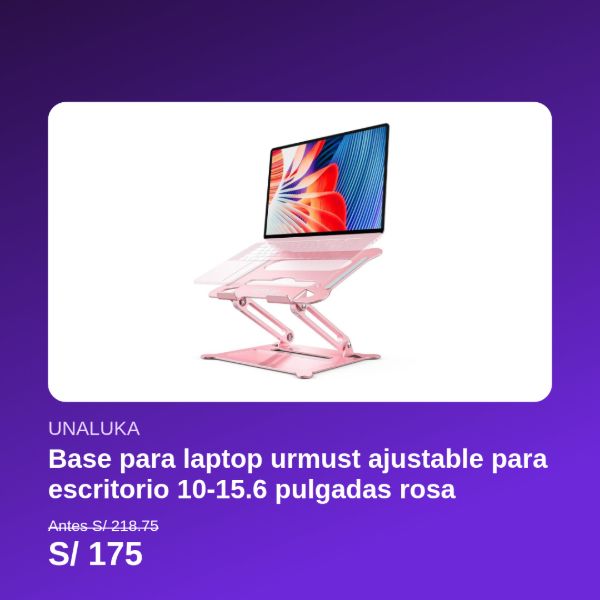 UNALUKA
Base para laptop urmust ajustable para
escritorio 10-15.6 pulgadas rosa
Antes S/ 218.75
S/ 175